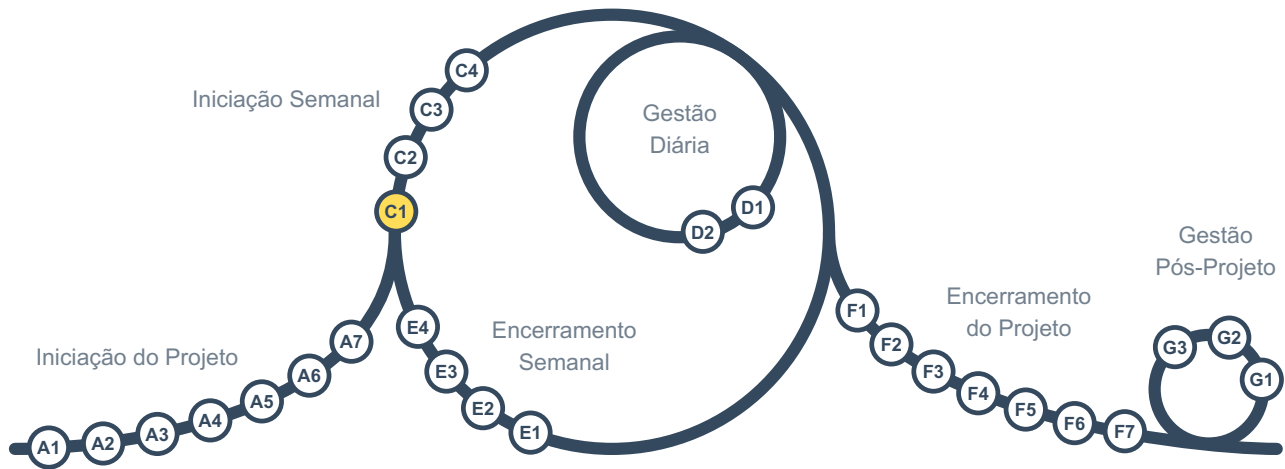 Iniciação do Projeto
A1
A2
A3
A4
A5
A6
A7
Iniciação Semanal
C1
C2
C3
C4
Gestão
Diária
D1
D2
Encerramento
Semanal
E1
E2
E3
E4
Encerramento
do Projeto
F1
F2
F3
F4
F5
F6
F7
Gestão
Pós-Projeto
G1
G2
G3